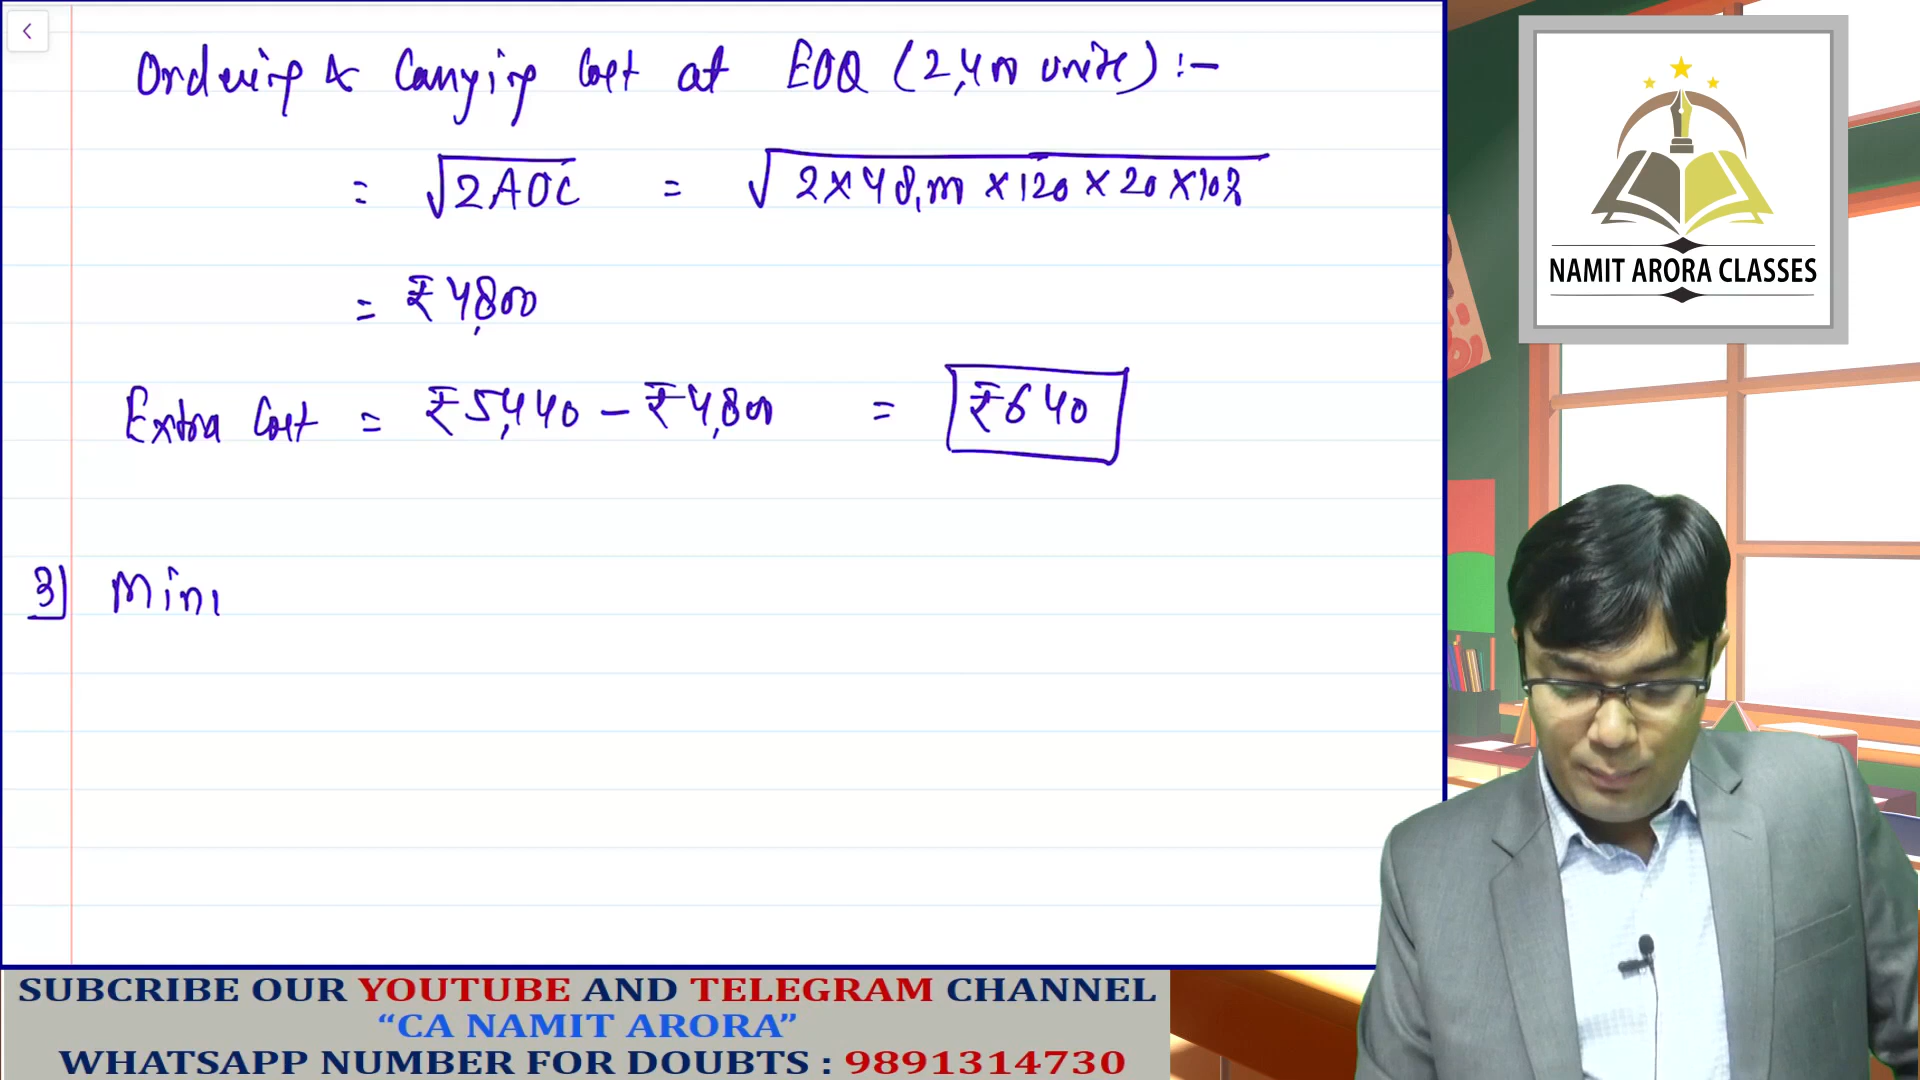 Ordering & Carrying Cost at EOQ (2,400 units) :-
= √2AOC = √2×48,000×120×20×10%
= ₹4,800
Extra Cost = ₹5,440 - ₹4,800 = ₹640
3] Mini
NAMIT ARORA CLASSES
SUBCRIBE OUR YOUTUBE AND TELEGRAM CHANNEL
“CA NAMIT ARORA”
WHATSAPP NUMBER FOR DOUBTS : 9891314730